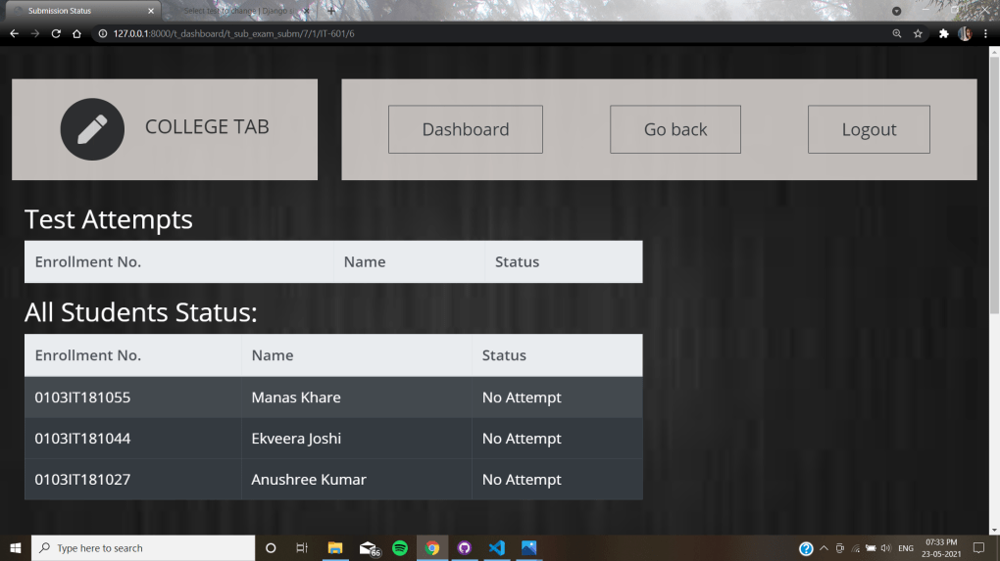 Submission Status
Select test to change | Django s
127.0.0.1:8000/t_dashboard/t_sub_exam_subm/7/1/IT-601/6
COLLEGE TAB
Dashboard
Go back
Logout
Test Attempts
Enrollment No. Name Status
All Students Status:
Enrollment No. Name Status
0103IT181055 Manas Khare No Attempt
0103IT181044 Ekveera Joshi No Attempt
0103IT181027 Anushree Kumar No Attempt
Type here to search
66
ENG
07:33 PM
23-05-2021